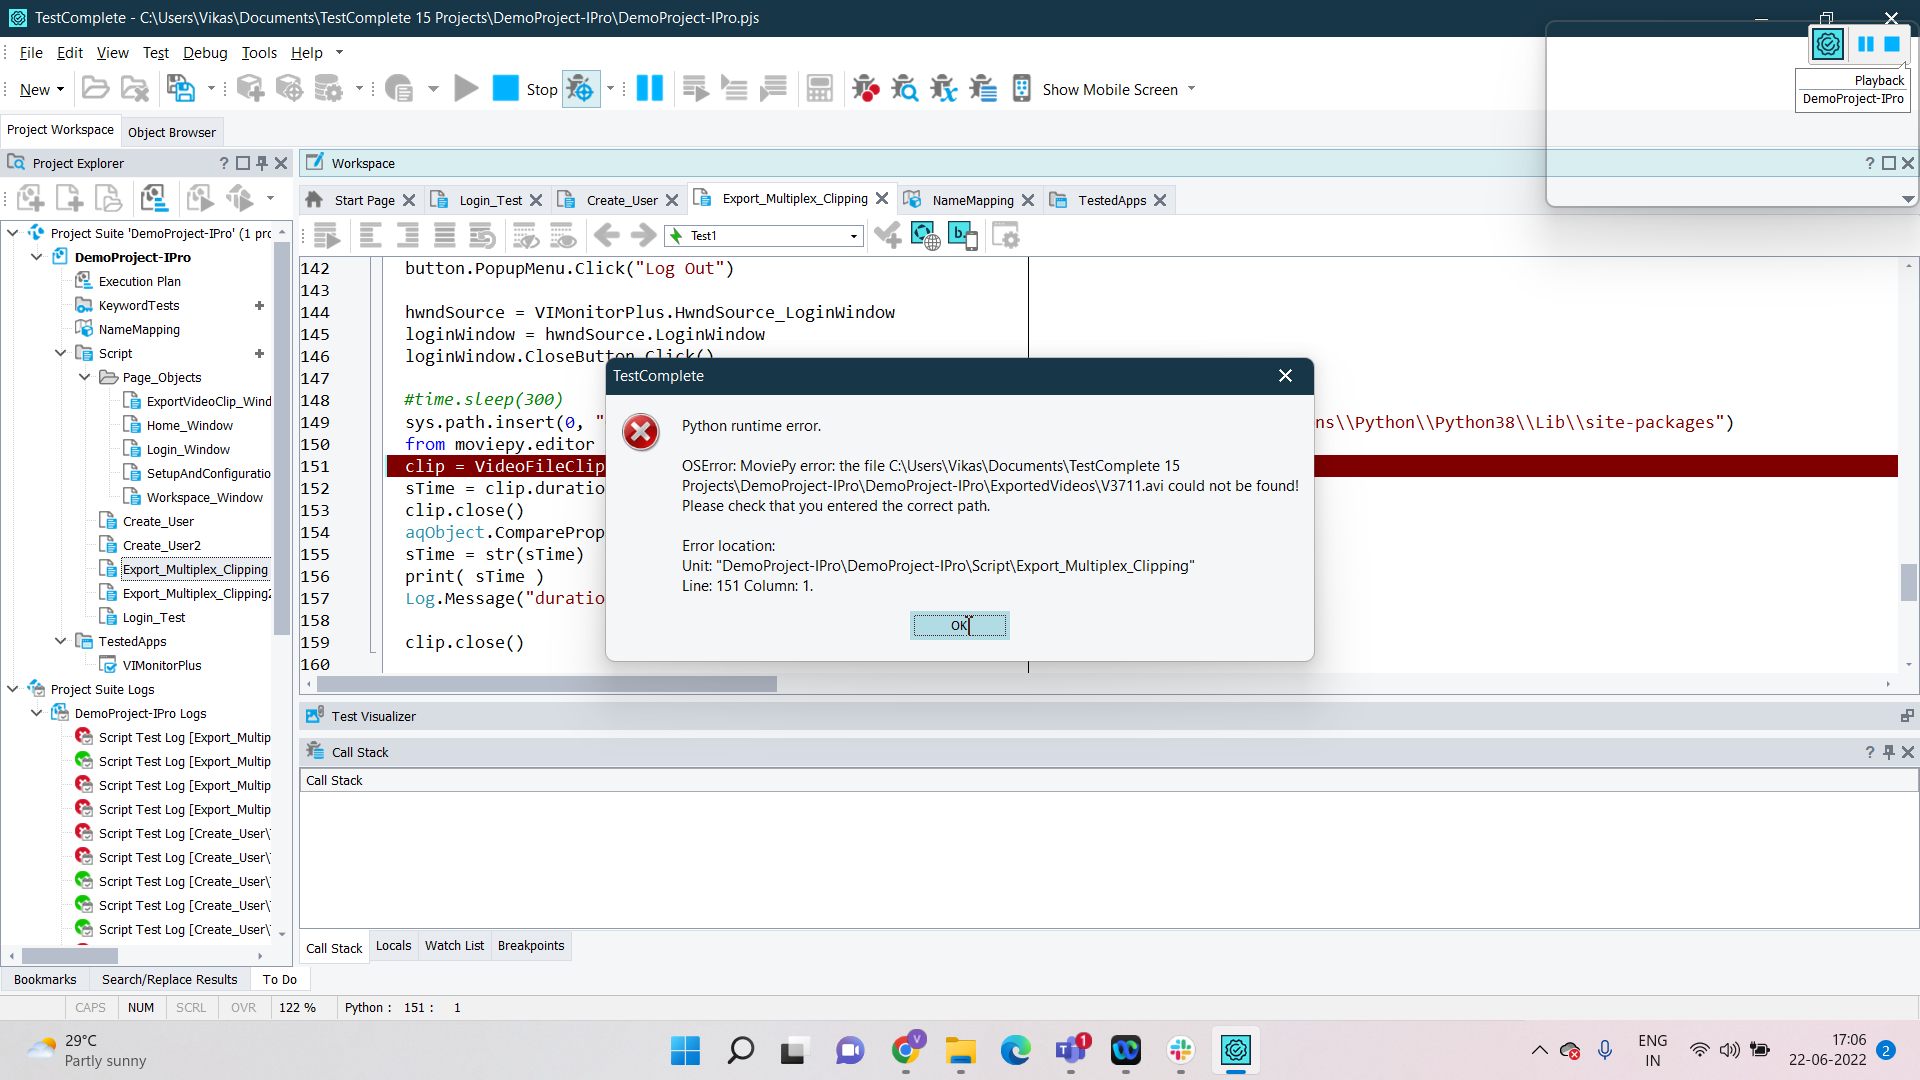 TestComplete - C:\Users\Vikas\Documents\TestComplete 15 Projects\DemoProject-IPro\DemoProject-IPro.pjs
File Edit View Test Debug Tools Help
New
Stop
Show Mobile Screen
Playback
DemoProject-IPro
Project Workspace
Object Browser
Project Explorer
Workspace
Start Page
Login_Test
Create_User
Export_Multiplex_Clipping
NameMapping
TestedApps
Test1
Project Suite 'DemoProject-IPro' (1 prc
DemoProject-IPro
Execution Plan
KeywordTests
NameMapping
Script
Page_Objects
ExportVideoClip_Wind
Home_Window
Login_Window
SetupAndConfiguratio
Workspace_Window
Create_User
Create_User2
Export_Multiplex_Clipping
Export_Multiplex_Clipping2
Login_Test
TestedApps
VIMonitorPlus
Project Suite Logs
DemoProject-IPro Logs
Script Test Log [Export_Multip
Script Test Log [Export_Multip
Script Test Log [Export_Multip
Script Test Log [Export_Multip
Script Test Log [Create_User\
Script Test Log [Create_User\
Script Test Log [Create_User\
Script Test Log [Create_User\
Script Test Log [Create_User\
142 button.PopupMenu.Click("Log Out")
143
144 hwndSource = VIMonitorPlus.HwndSource_LoginWindow
145 loginWindow = hwndSource.LoginWindow
146 loginWindow.CloseButton.Click()
147
148 #time.sleep(300)
149 sys.path.insert(0, " ns\\Python\\Python38\\Lib\\site-packages")
150 from moviepy.editor
151 clip = VideoFileClip
152 sTime = clip.duratio
153 clip.close()
154 aqObject.CompareProp
155 sTime = str(sTime)
156 print( sTime )
157 Log.Message("duratio
158
159 clip.close()
160
TestComplete
Python runtime error.
OSError: MoviePy error: the file C:\Users\Vikas\Documents\TestComplete 15
Projects\DemoProject-IPro\DemoProject-IPro\ExportedVideos\V3711.avi could not be found!
Please check that you entered the correct path.
Error location:
Unit: "DemoProject-IPro\DemoProject-IPro\Script\Export_Multiplex_Clipping"
Line: 151 Column: 1.
OK
Test Visualizer
Call Stack
Call Stack
Call Stack Locals Watch List Breakpoints
Bookmarks Search/Replace Results To Do
CAPS NUM SCRL OVR 122 % Python : 151 : 1
29°C
Partly sunny
V
1
ENG
IN
17:06
22-06-2022
2